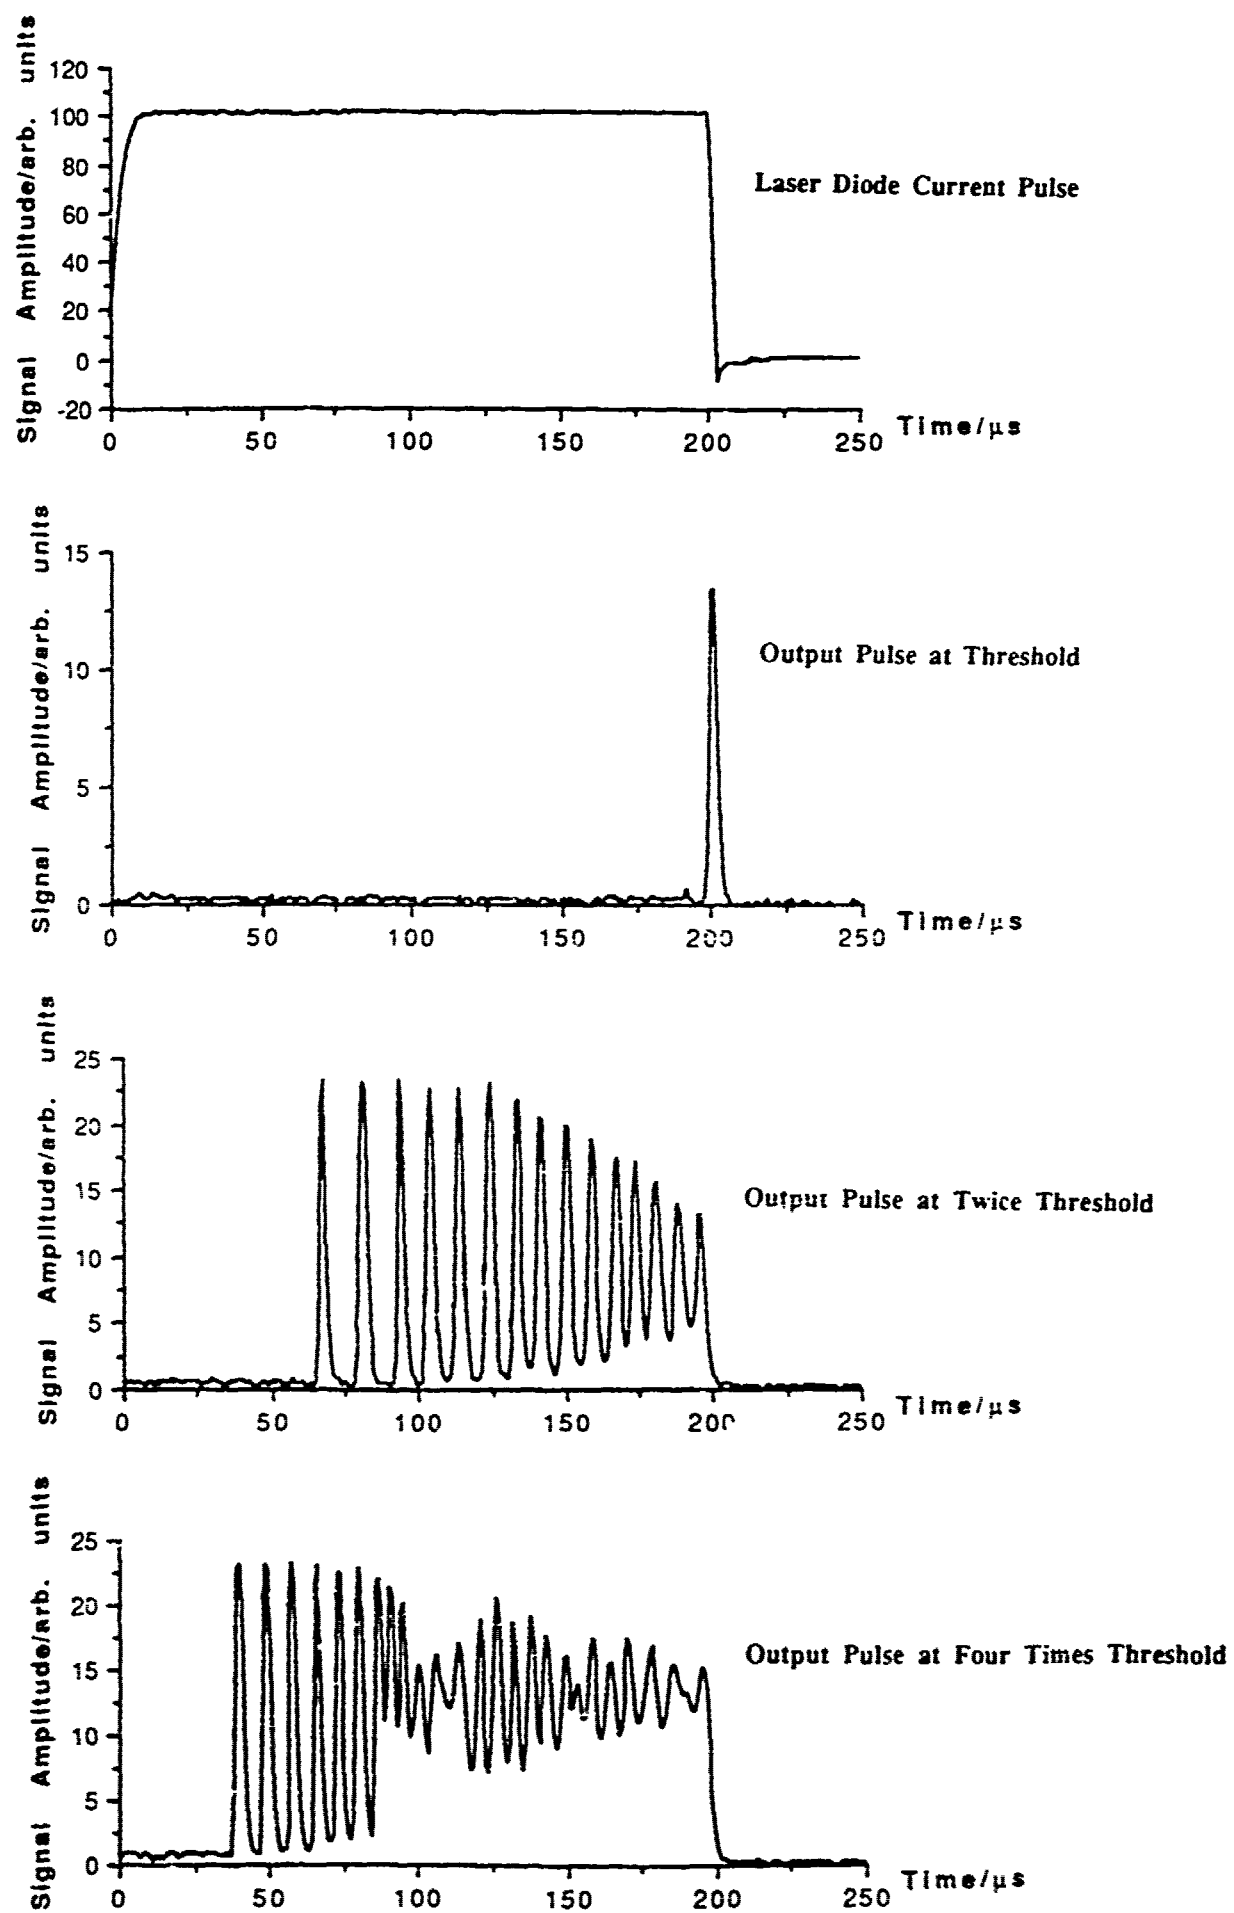 Signal Amplitude/arb. units
120
100
80
60
40
20
0
-20
0 50 100 150 200 250
Time/μs
Laser Diode Current Pulse
Signal Amplitude/arb. units
15
10
5
0
0 50 100 150 200 250
Time/μs
Output Pulse at Threshold
Signal Amplitude/arb. units
25
20
15
10
5
0
0 50 100 150 200 250
Time/μs
Output Pulse at Twice Threshold
Signal Amplitude/arb. units
25
20
15
10
5
0
0 50 100 150 200 250
Time/μs
Output Pulse at Four Times Threshold